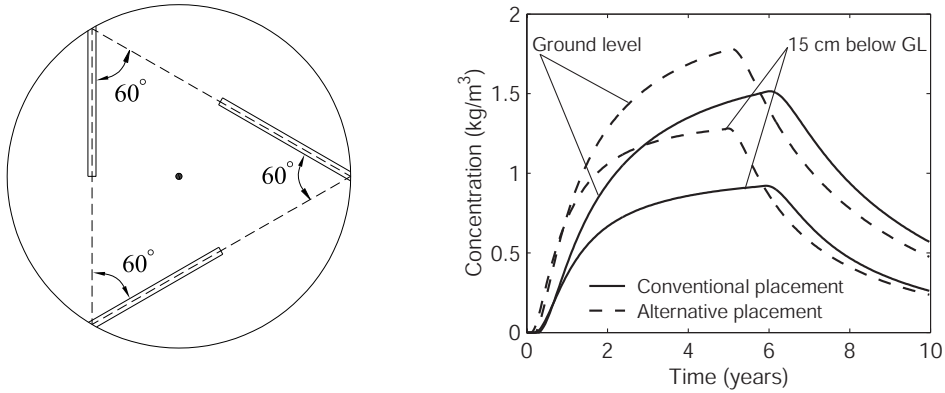 60°
60°
60°
2
1.5
1
0.5
0
0
2
4
6
8
10
Concentration (kg/m³)
Time (years)
Ground level
15 cm below GL
Conventional placement
Alternative placement